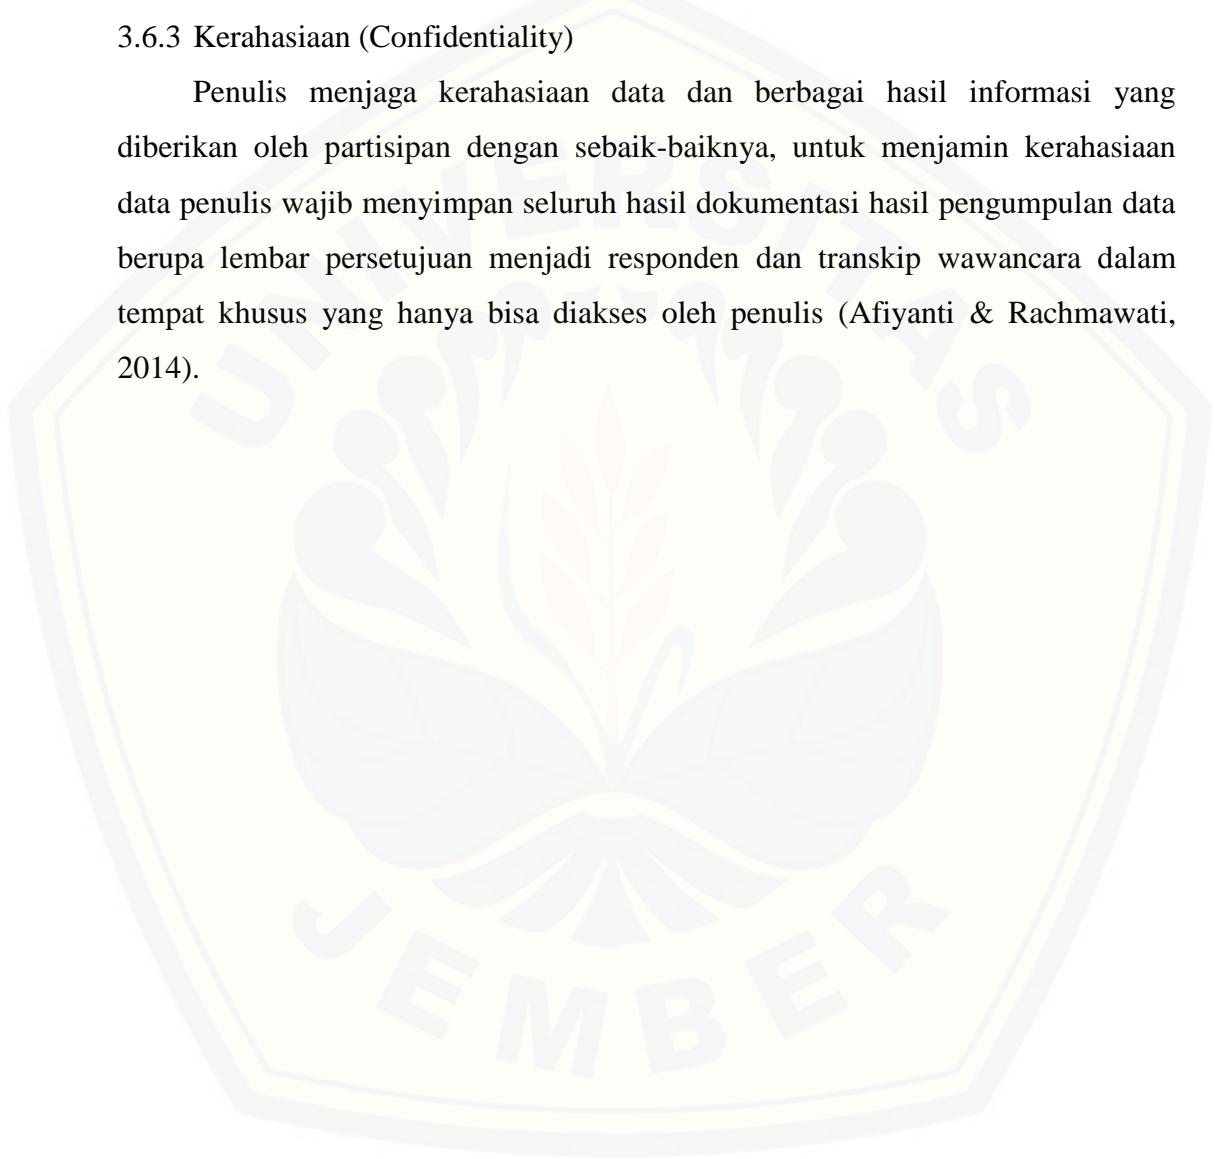 3.6.3 Kerahasiaan (Confidentiality)
Penulis menjaga kerahasiaan data dan berbagai hasil informasi yang
diberikan oleh partisipan dengan sebaik-baiknya, untuk menjamin kerahasiaan
data penulis wajib menyimpan seluruh hasil dokumentasi hasil pengumpulan data
berupa lembar persetujuan menjadi responden dan transkip wawancara dalam
tempat khusus yang hanya bisa diakses oleh penulis (Afiyanti & Rachmawati,
2014).
UNIVERSITAS
JEMBER